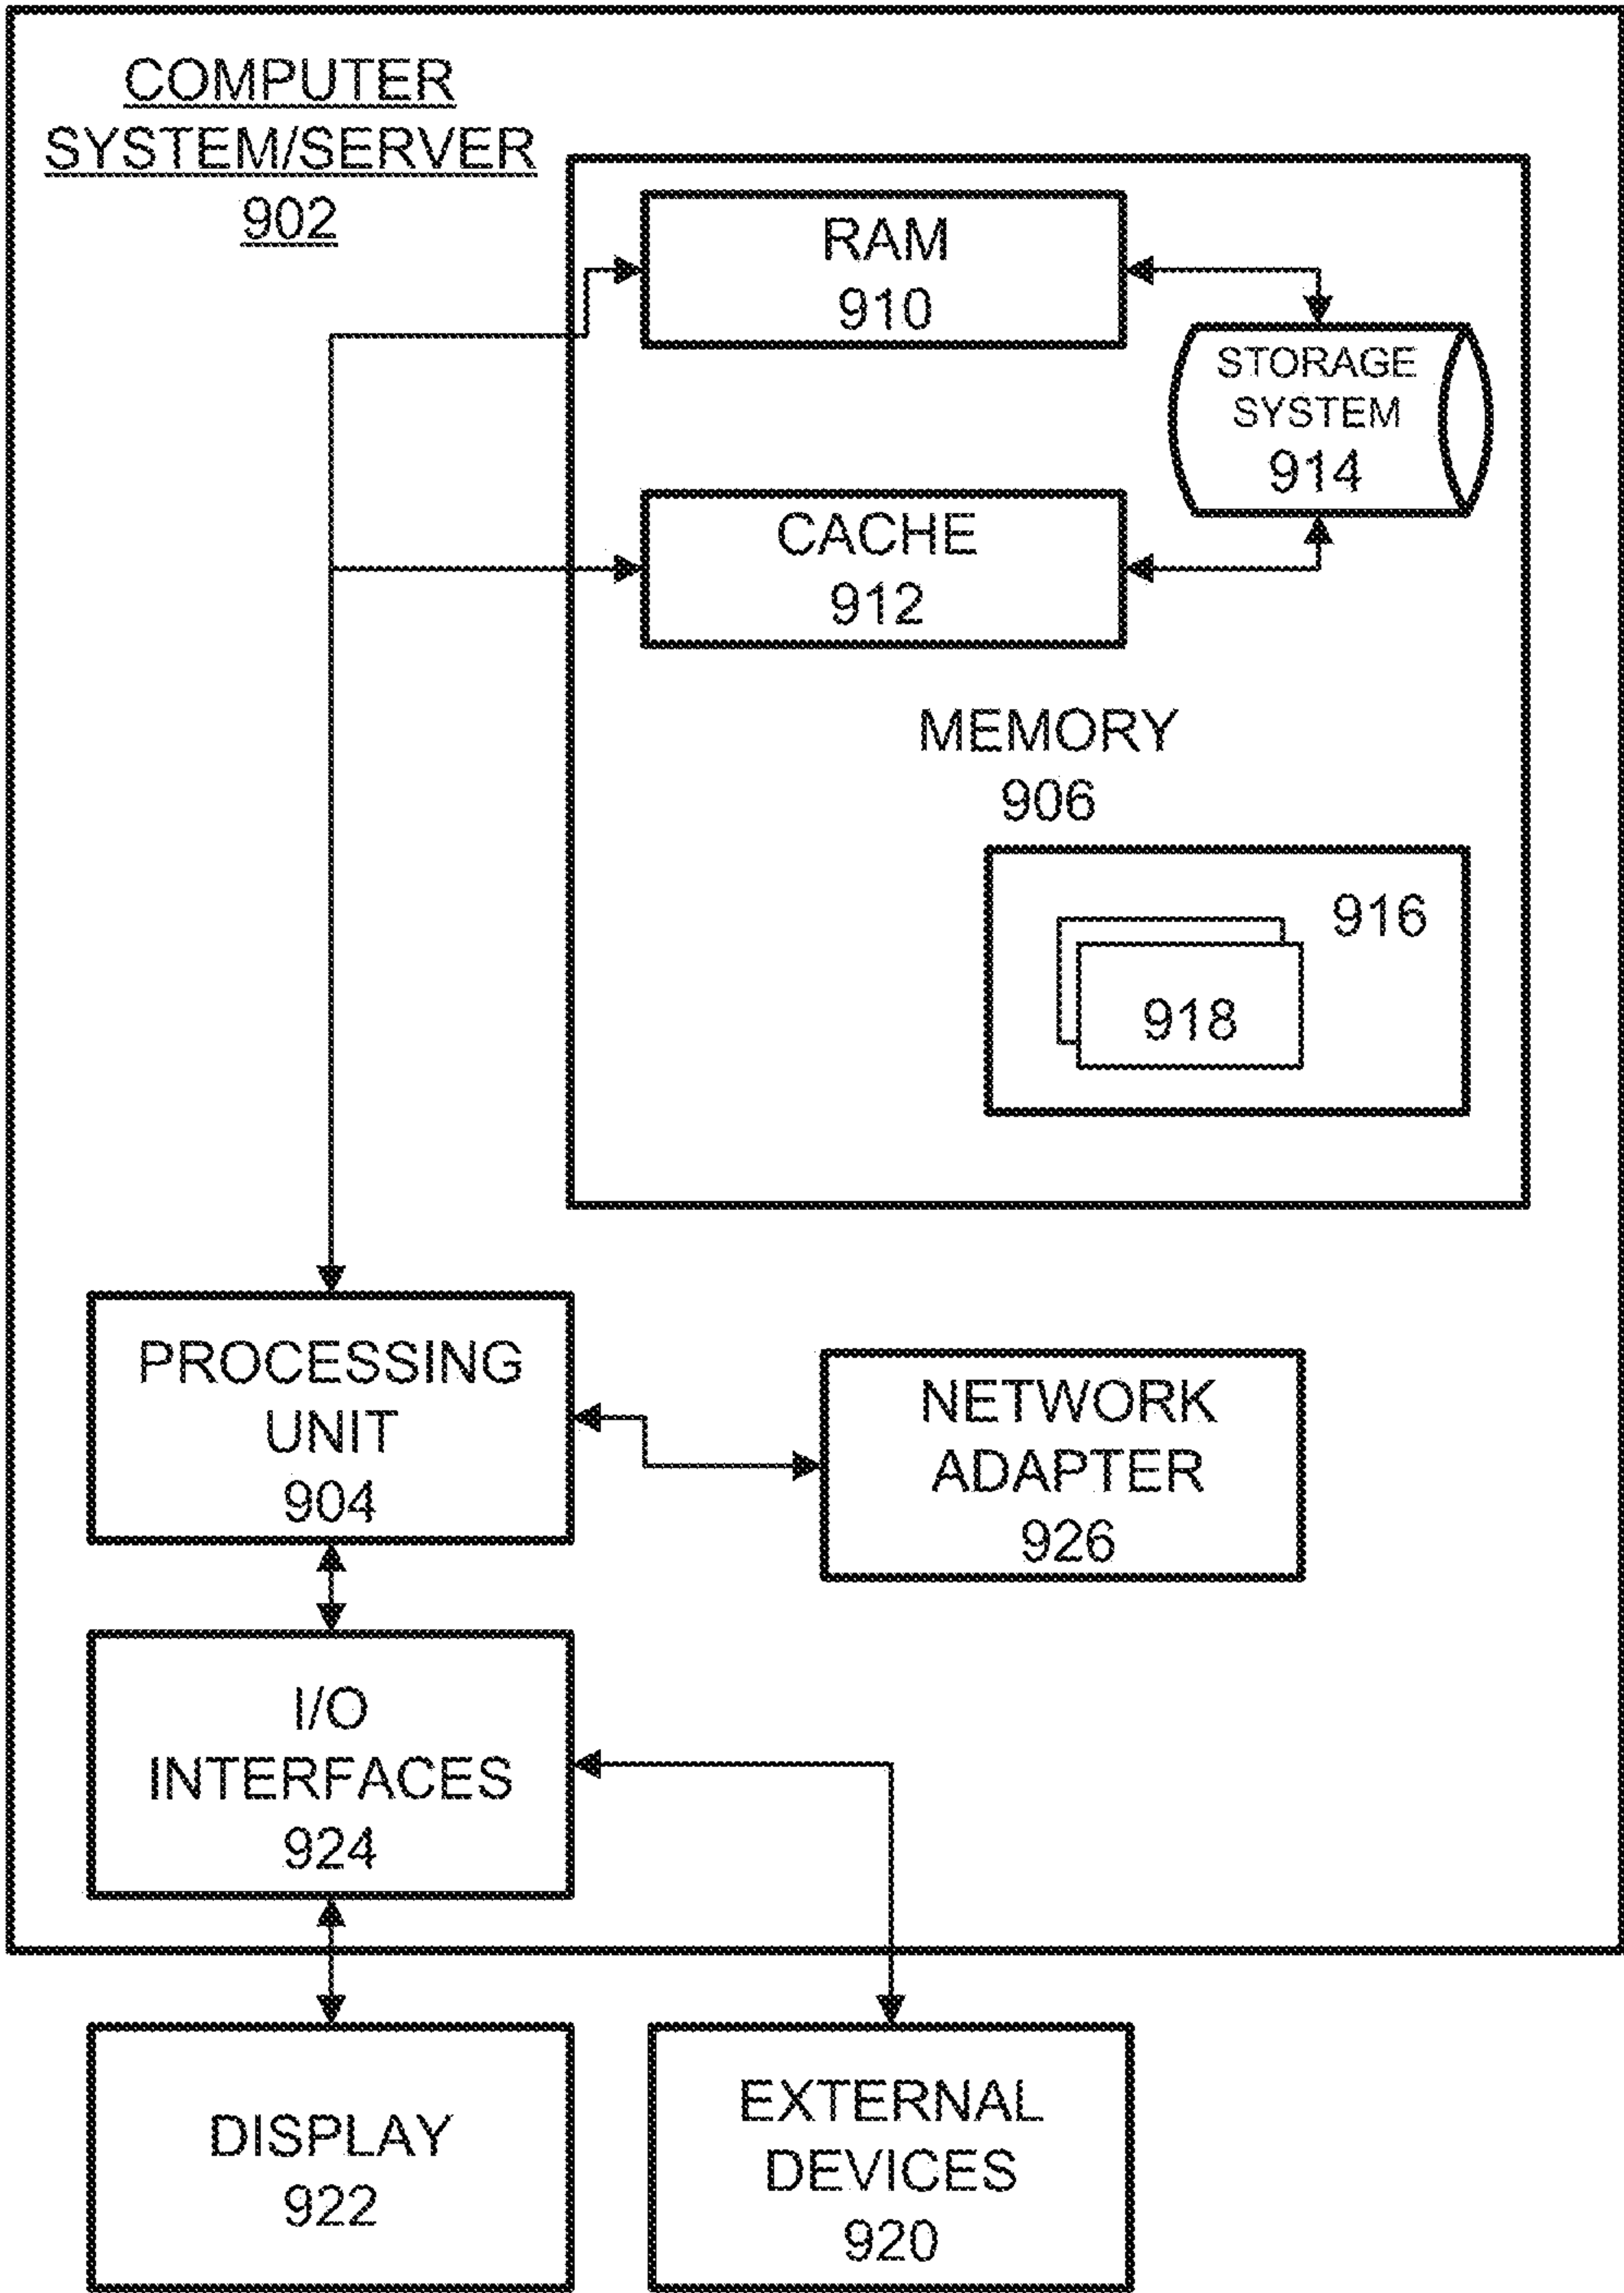 COMPUTER
SYSTEM/SERVER
902
RAM
910
STORAGE
SYSTEM
914
CACHE
912
MEMORY
906
916
918
PROCESSING
UNIT
904
NETWORK
ADAPTER
926
I/O
INTERFACES
924
DISPLAY
922
EXTERNAL
DEVICES
920